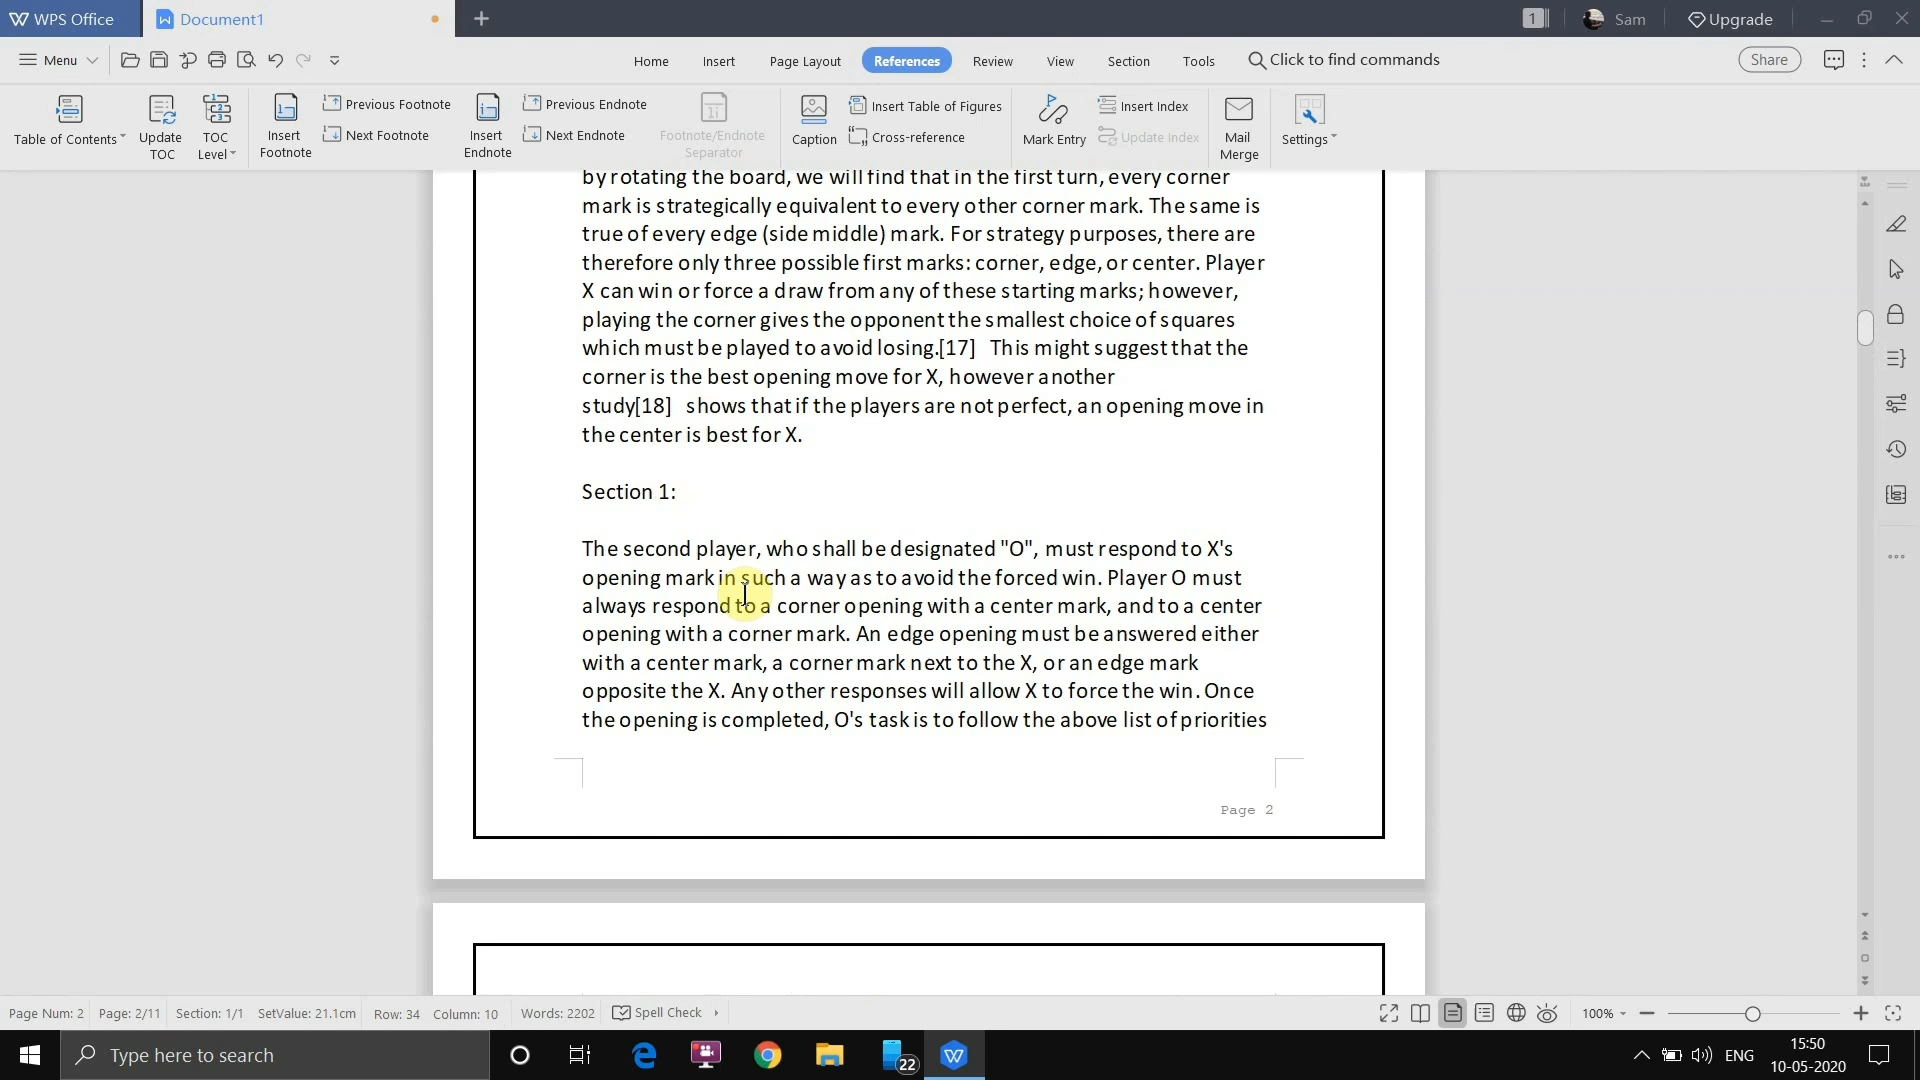 WPS Office
Document1
1
Sam
Upgrade
Menu
Home
Insert
Page Layout
References
Review
View
Section
Tools
Click to find commands
Share
Table of Contents
Update
TOC
TOC
Level
Insert
Footnote
Previous Footnote
Next Footnote
Insert
Endnote
Previous Endnote
Next Endnote
Footnote/Endnote
Separator
Caption
Insert Table of Figures
Cross-reference
Mark Entry
Insert Index
Update Index
Mail
Merge
Settings
by rotating the board, we will find that in the first turn, every corner
mark is strategically equivalent to every other corner mark. The same is
true of every edge (side middle) mark. For strategy purposes, there are
therefore only three possible first marks: corner, edge, or center. Player
X can win or force a draw from any of these starting marks; however,
playing the corner gives the opponent the smallest choice of squares
which must be played to avoid losing.[17] This might suggest that the
corner is the best opening move for X, however another
study[18] shows that if the players are not perfect, an opening move in
the center is best for X.
Section 1:
The second player, who shall be designated "O", must respond to X's
opening mark in such a way as to avoid the forced win. Player O must
always respond to a corner opening with a center mark, and to a center
opening with a corner mark. An edge opening must be answered either
with a center mark, a corner mark next to the X, or an edge mark
opposite the X. Any other responses will allow X to force the win. Once
the opening is completed, O's task is to follow the above list of priorities
Page 2
Page Num: 2
Page: 2/11
Section: 1/1
SetValue: 21.1cm
Row: 34
Column: 10
Words: 2202
Spell Check
100%
Type here to search
22
ENG
15:50
10-05-2020